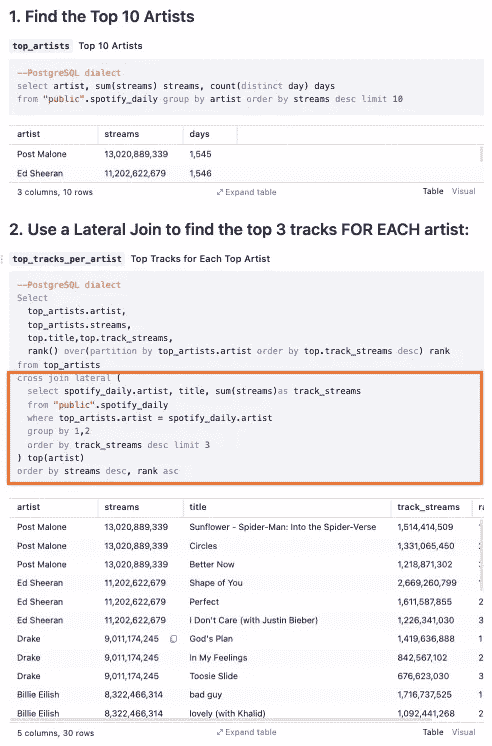 1. Find the Top 10 Artists
top_artists Top 10 Artists
--PostgreSQL dialect
select artist, sum(streams) streams, count(distinct day) days
from "public".spotify_daily group by artist order by streams desc limit 10
artist streams days
Post Malone 13,020,889,339 1,545
Ed Sheeran 11,202,622,679 1,546
3 columns, 10 rows Expand table Table Visual
2. Use a Lateral Join to find the top 3 tracks FOR EACH artist:
top_tracks_per_artist Top Tracks for Each Top Artist
--PostgreSQL dialect
Select
top_artists.artist,
top_artists.streams,
top.title,top.track_streams,
rank() over(partition by top_artists.artist order by top.track_streams desc) rank
from top_artists
cross join lateral (
select spotify_daily.artist, title, sum(streams)as track_streams
from "public".spotify_daily
where top_artists.artist = spotify_daily.artist
group by 1,2
order by track_streams desc limit 3
) top(artist)
order by streams desc, rank asc
artist streams title track_streams
Post Malone 13,020,889,339 Sunflower - Spider-Man: Into the Spider-Verse 1,514,414,509
Post Malone 13,020,889,339 Circles 1,331,065,450
Post Malone 13,020,889,339 Better Now 1,218,871,302
Ed Sheeran 11,202,622,679 Shape of You 2,669,260,799
Ed Sheeran 11,202,622,679 Perfect 1,611,587,855 2
Ed Sheeran 11,202,622,679 I Don't Care (with Justin Bieber) 1,226,341,030 3
Drake 9,011,174,245 God's Plan 1,419,636,888 1
Drake 9,011,174,245 In My Feelings 842,567,102 2
Drake 9,011,174,245 Toosie Slide 676,623,030 3
Billie Eilish 8,322,466,314 bad guy 1,716,737,525 1
Billie Eilish 8,322,466,314 lovely (with Khalid) 1,092,441,268 2
5 columns, 30 rows Expand table Table Visual